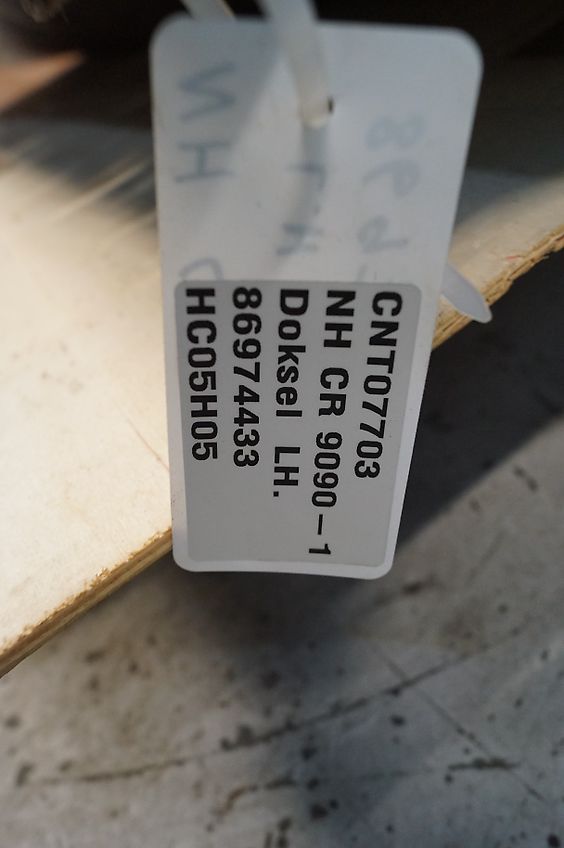 CNT07703
NH CR 9090-1
Doksel LH.
86974433
HC05H05